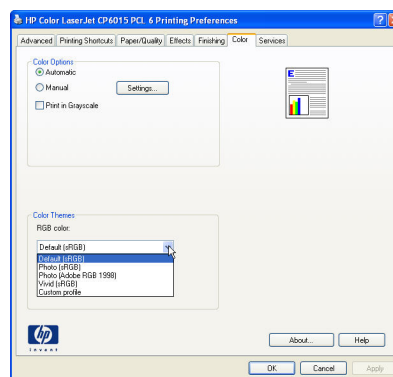 HP Color LaserJet CP6015 PCL 6 Printing Preferences
Advanced Printing Shortcuts Paper/Quality Effects Finishing Color Services
Color Options
Automatic
Manual Settings...
Print in Grayscale
E
Color Themes
RGB color:
Default (sRGB)
Default (sRGB)
Photo (sRGB)
Photo (Adobe RGB 1998)
Vivid (sRGB)
Custom profile
hp
invent
About... Help
OK Cancel Apply